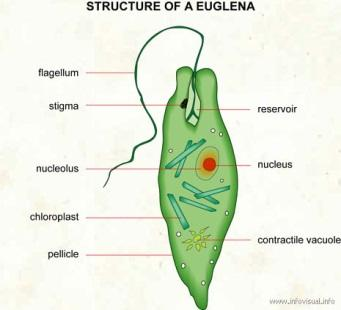 STRUCTURE OF A EUGLENA
flagellum
stigma
reservoir
nucleolus
nucleus
chloroplast
contractile vacuole
pellicle
www.infovisual.info